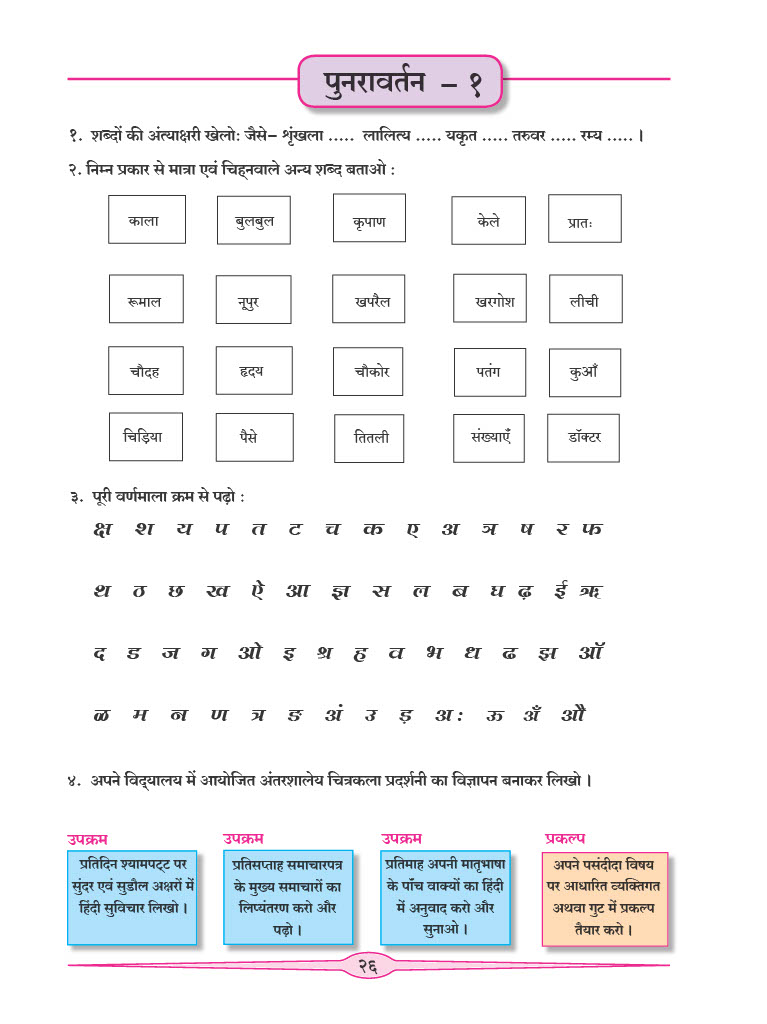 पुनरावर्तन – १
१. शब्दों की अंत्याक्षरी खेलो: जैसे– शृंखला ..... लालित्य ..... यकृत ..... तरुवर ..... रम्य ..... ।
२. निम्न प्रकार से मात्रा एवं चिह्‌नवाले अन्य शब्द बताओ :
काला बुलबुल कृपाण केले प्रातः
रूमाल नूपुर खपरैल खरगोश लीची
चौदह हृदय चौकोर पतंग कुआँ
चिड़िया पैसे तितली संख्याएँ डॉक्टर
३. पूरी वर्णमाला क्रम से पढ़ो :
क्ष श य प त ट च क ए अ ञ ष र फ
थ ठ छ ख ऐ आ ज्ञ स ल ब घ ढ़ ई ऋ
द ड ज ग ओ इ श्र ह व भ ध ढ झ ऑ
ळ म न ण त्र ङ अं उ ड़ अः ऊ अँ औ
४. अपने विद्‌यालय में आयोजित अंतरशालेय चित्रकला प्रदर्शनी का विज्ञापन बनाकर लिखो ।
उपक्रम
प्रतिदिन श्यामपट्‌ट पर
सुंदर एवं सुडौल अक्षरों में
हिंदी सुविचार लिखो ।
उपक्रम
प्रतिसप्ताह समाचारपत्र
के मुख्य समाचारों का
लिप्यंतरण करो और
पढ़ो ।
उपक्रम
प्रतिमाह अपनी मातृभाषा
के पाँच वाक्यों का हिंदी
में अनुवाद करो और
सुनाओ ।
प्रकल्प
अपने पसंदीदा विषय
पर आधारित व्यक्तिगत
अथवा गुट में प्रकल्प
तैयार करो ।
२६